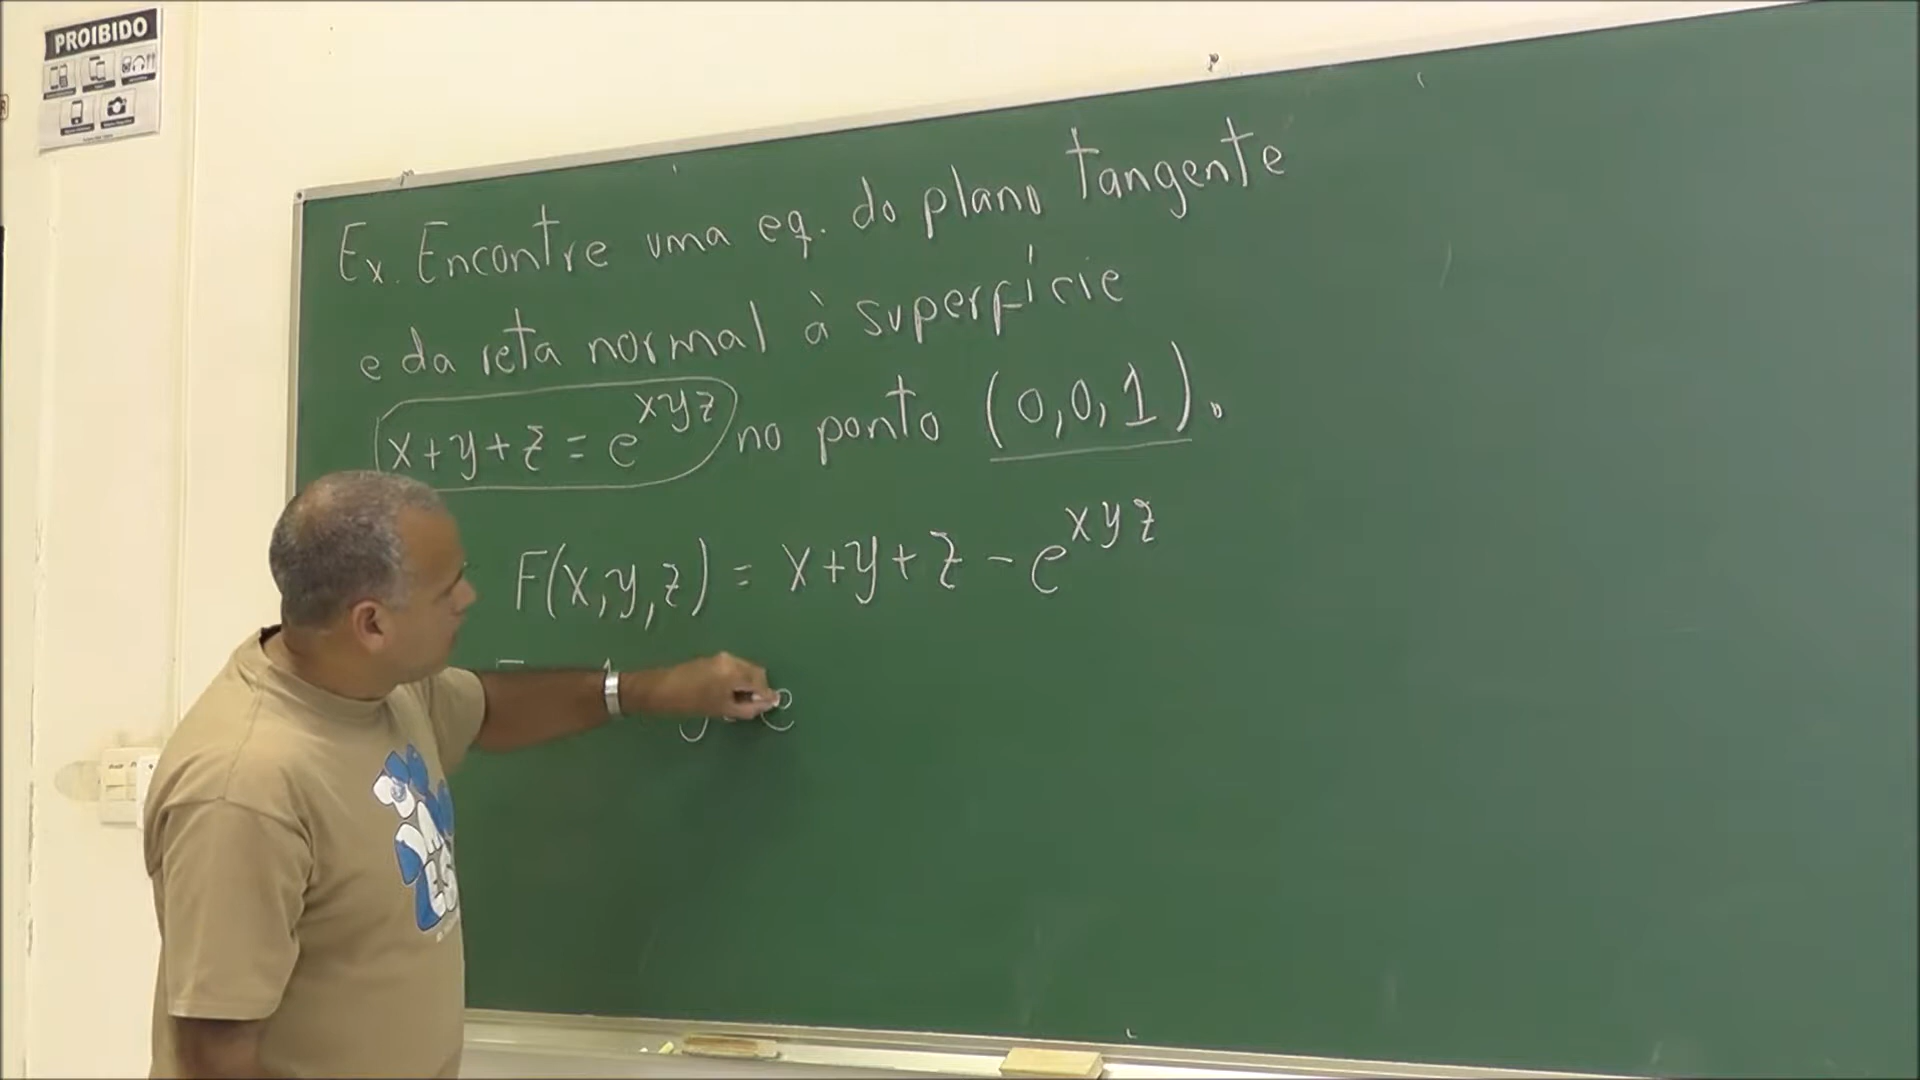 PROIBIDO
Ex. Encontre uma eq. do plano tangente
e da reta normal à superfície
x+y+z = e^xyz no ponto (0,0,1).
F(x,y,z) = x+y+z - e^xyz
e